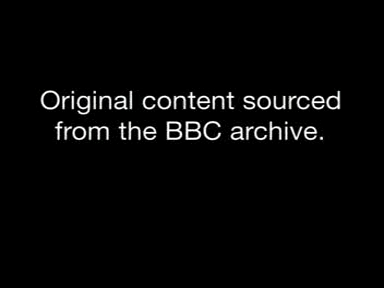 Original content sourced
from the BBC archive.